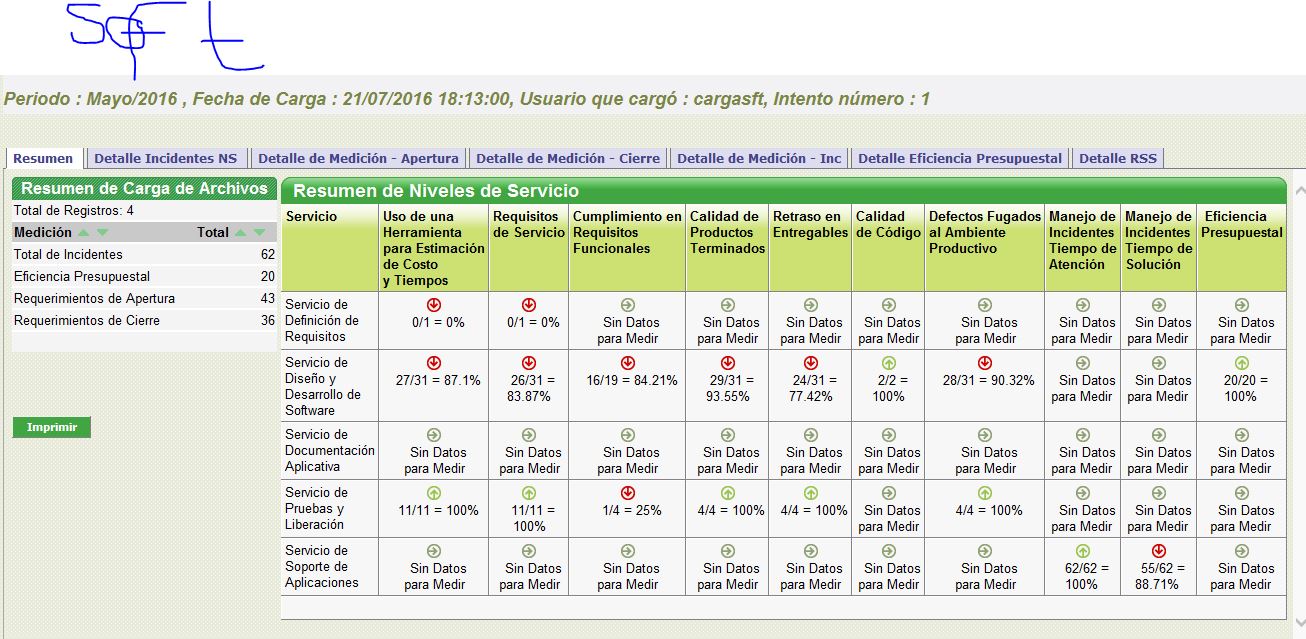 Soft
Periodo : Mayo/2016 , Fecha de Carga : 21/07/2016 18:13:00, Usuario que cargó : cargasft, Intento número : 1
Resumen Detalle Incidentes NS Detalle de Medición - Apertura Detalle de Medición - Cierre Detalle de Medición - Inc Detalle Eficiencia Presupuestal Detalle RSS
Resumen de Carga de Archivos
Total de Registros: 4
Medición Total
Total de Incidentes 62
Eficiencia Presupuestal 20
Requerimientos de Apertura 43
Requerimientos de Cierre 36
Imprimir
Resumen de Niveles de Servicio
Servicio
Uso de una
Herramienta
para Estimación
de Costo
y Tiempos
Requisitos
de Servicio
Cumplimiento en
Requisitos
Funcionales
Calidad de
Productos
Terminados
Retraso en
Entregables
Calidad
de Código
Defectos Fugados
al Ambiente
Productivo
Manejo de
Incidentes
Tiempo de
Atención
Manejo de
Incidentes
Tiempo de
Solución
Eficiencia
Presupuestal
Servicio de
Definición de
Requisitos
0/1 = 0%
0/1 = 0%
Sin Datos
para Medir
Sin Datos
para Medir
Sin Datos
para Medir
Sin Datos
para Medir
Sin Datos
para Medir
Sin Datos
para Medir
Sin Datos
para Medir
Sin Datos
para Medir
Servicio de
Diseño y
Desarrollo de
Software
27/31 = 87.1%
26/31 =
83.87%
16/19 = 84.21%
29/31 =
93.55%
24/31 =
77.42%
2/2 =
100%
28/31 = 90.32%
Sin Datos
para Medir
Sin Datos
para Medir
20/20 =
100%
Servicio de
Documentación
Aplicativa
Sin Datos
para Medir
Sin Datos
para Medir
Sin Datos
para Medir
Sin Datos
para Medir
Sin Datos
para Medir
Sin Datos
para Medir
Sin Datos
para Medir
Sin Datos
para Medir
Sin Datos
para Medir
Sin Datos
para Medir
Servicio de
Pruebas y
Liberación
11/11 = 100%
11/11 =
100%
1/4 = 25%
4/4 = 100%
4/4 = 100%
Sin Datos
para Medir
4/4 = 100%
Sin Datos
para Medir
Sin Datos
para Medir
Sin Datos
para Medir
Servicio de
Soporte de
Aplicaciones
Sin Datos
para Medir
Sin Datos
para Medir
Sin Datos
para Medir
Sin Datos
para Medir
Sin Datos
para Medir
Sin Datos
para Medir
Sin Datos
para Medir
62/62 =
100%
55/62 =
88.71%
Sin Datos
para Medir